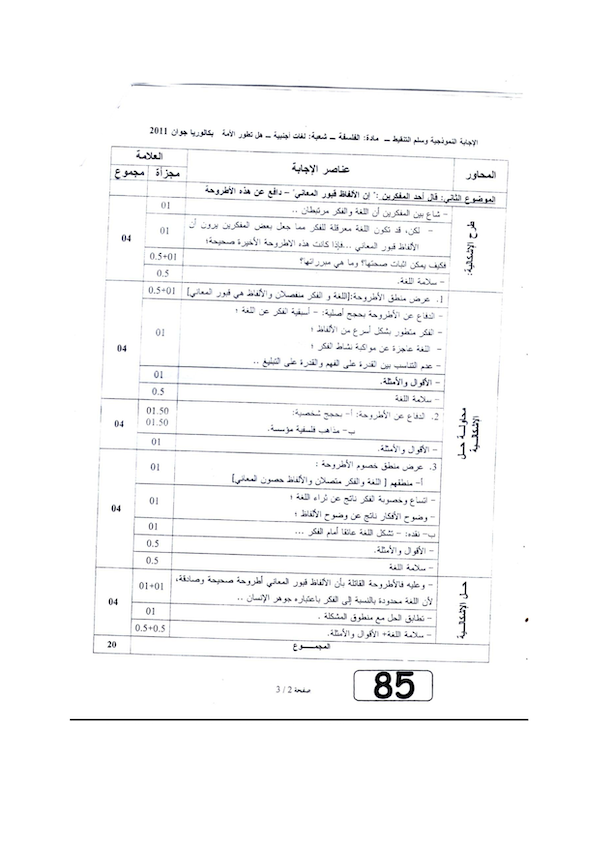 الإجابة النموذجية وسلم التنقيط ــ مادة: الفلسفة ــ شعبة: لغات أجنبية ــ هل تطور الأمة بكالوريا جوان 2011
المحاور عناصر الإجابة العلامة
مجزأة مجموع
الموضوع الثاني: قال أحد المفكرين: " إن الألفاظ قبور المعاني" – دافع عن هذه الأطروحة
طرح الإشكالية:
– شاع بين المفكرين أن اللغة والفكر مرتبطان .. 01
– لكن، قد تكون اللغة معرقلة للفكر مما جعل بعض المفكرين يرون أن 01
الألفاظ قبور المعاني ...فإذا كانت هذه الاطروحة الأخيرة صحيحة؛ 04
فكيف يمكن اثبات صحتها؟ وما هي مبرراتها؟ 0.5+01
– سلامة اللغة. 0.5
محاولة حل الإشكالية
1. عرض منطق الأطروحة:[اللغة و الفكر منفصلان والألفاظ هي قبور المعاني] 0.5+01
– الدفاع عن الأطروحة بحجج أصلية: – أسبقية الفكر عن اللغة ؛
– الفكر متطور بشكل أسرع من الألفاظ ؛ 01
– اللغة عاجزة عن مواكبة نشاط الفكر ؛ 04
– عدم التناسب بين القدرة على الفهم والقدرة على التبليغ ..
– الأقوال والأمثلة. 01
– سلامة اللغة 0.5
2. الدفاع عن الأطروحة: أ– بحجج شخصية: 01.50
ب– مذاهب فلسفية مؤسسة. 01.50 04
– الأقوال والأمثلة. 01
3. عرض منطق خصوم الأطروحة : 01
أ– منطقهم [ اللغة والفكر متصلان والألفاظ حصون المعاني]
– اتساع وخصوبة الفكر ناتج عن ثراء اللغة ؛ 01
– وضوح الأفكار ناتج عن وضوح الألفاظ ؛ 04
ب– نقده: – تشكل اللغة عائقا أمام الفكر ... 01
– الأقوال والأمثلة. 0.5
– سلامة اللغة 0.5
حل الإشكالية
– وعليه فالأطروحة القائلة بأن الألفاظ قبور المعاني أطروحة صحيحة وصادقة، 01+01
لأن اللغة محدودة بالنسبة إلى الفكر باعتباره جوهر الإنسان .. 04
– تطابق الحل مع منطوق المشكلة . 01
– سلامة اللغة+ الأقوال والأمثلة. 0.5+0.5
المجمــــوع 20
صفحة 2 / 3
85